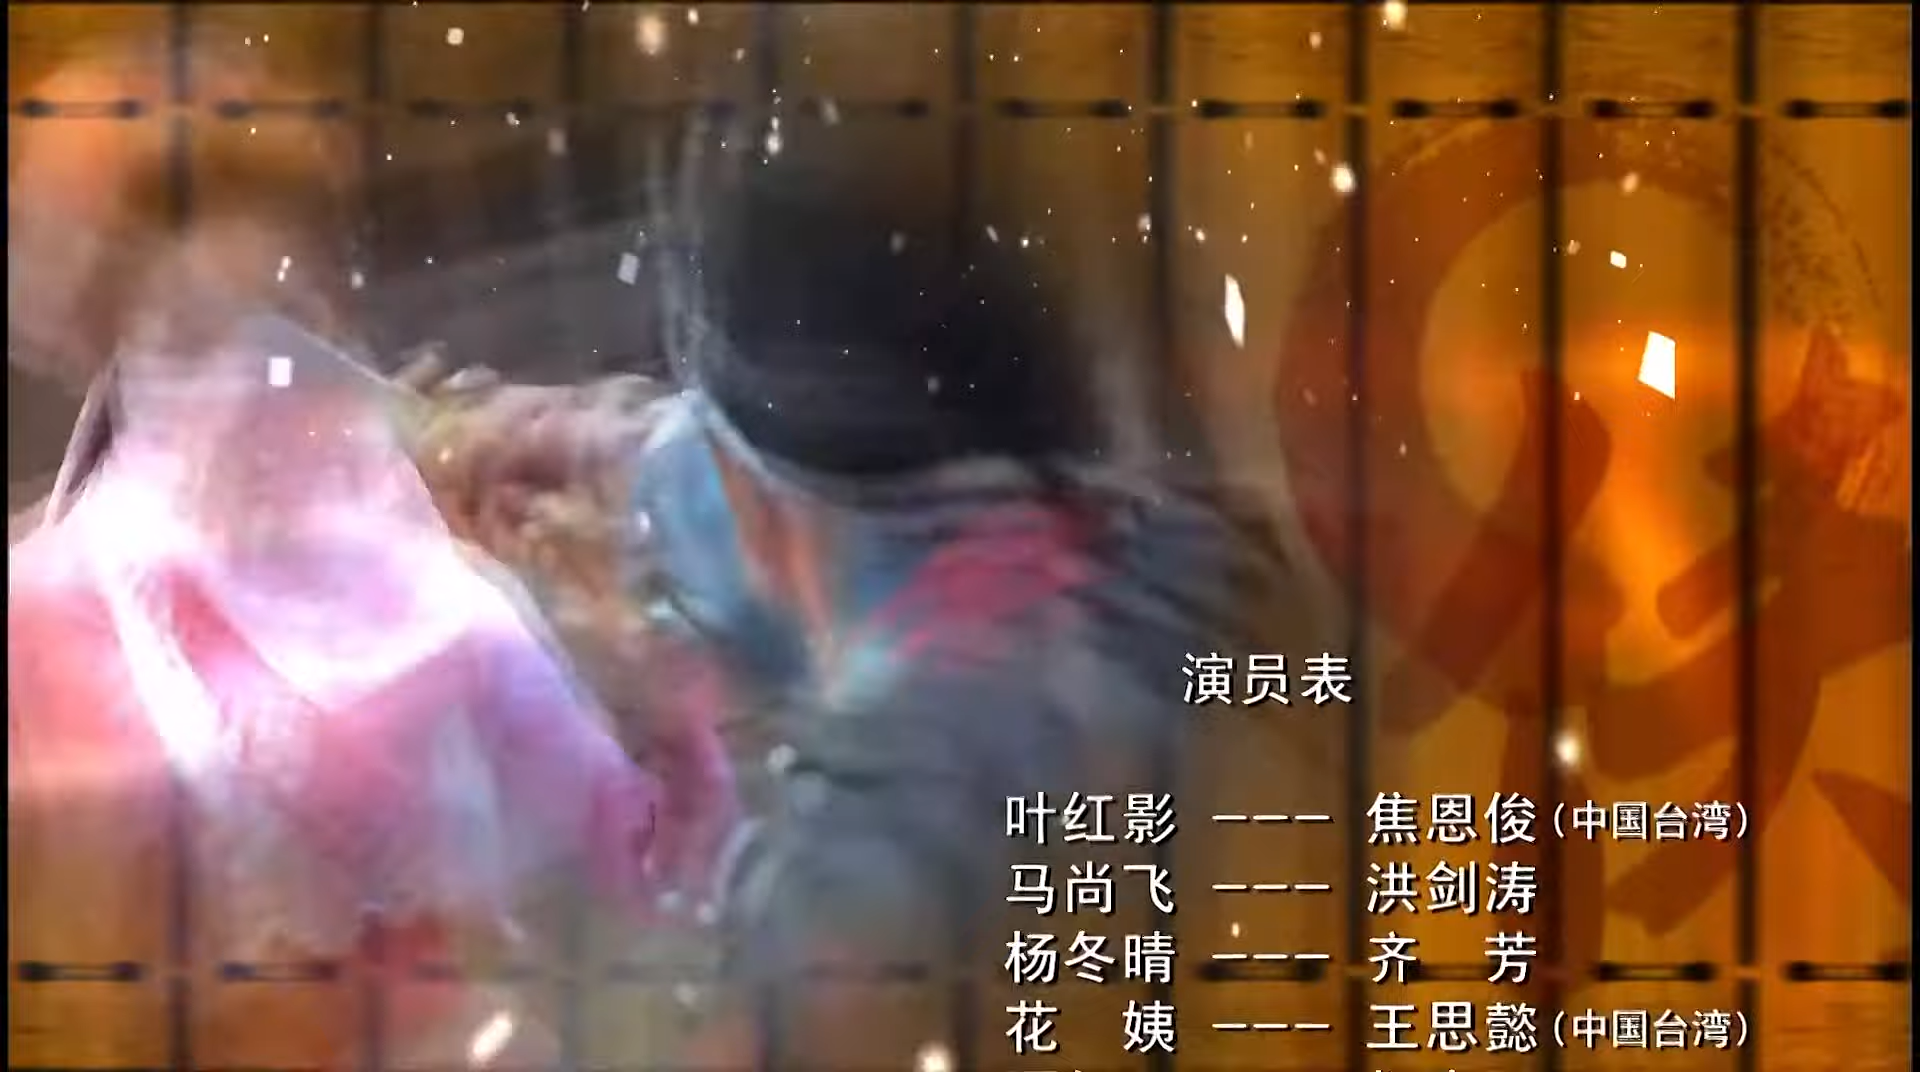 演员表
叶红影 --- 焦恩俊(中国台湾)
马尚飞 --- 洪剑涛
杨冬晴 --- 齐　芳
花　姨 --- 王思懿(中国台湾)